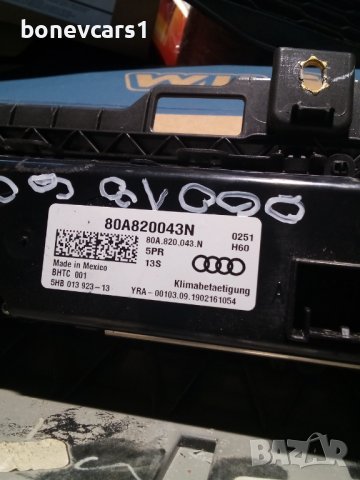 bonevcars1
80A820043N
80A.820.043.N
0251
5PR
H60
Made in Mexico
13S
BHTC 001
Klimabetaetigung
5HB 013 923-13
YRA-00103.09.1902161054
BAZAR